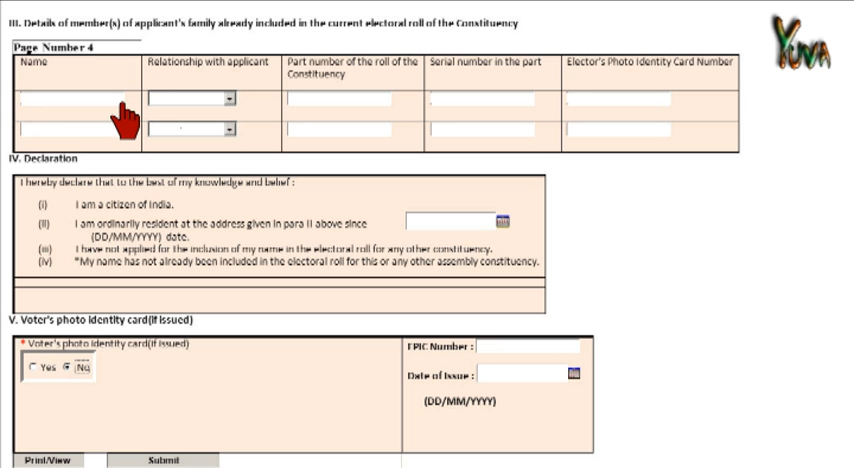 III. Details of member(s) of applicant's family already included in the current electoral roll of the Constituency
YUVA
Page Number 4
Name
Relationship with applicant
Part number of the roll of the Constituency
Serial number in the part
Elector's Photo Identity Card Number
IV. Declaration
I hereby declare that to the best of my knowledge and belief :
(i) I am a citizen of India.
(ii) I am ordinarily resident at the address given in para II above since
(DD/MM/YYYY) date.
(iii) I have not applied for the inclusion of my name in the electoral roll for any other constituency.
(iv) *My name has not already been included in the electoral roll for this or any other assembly constituency.
V. Voter's photo identity card(if issued)
* Voter's photo identity card(if issued)
EPIC Number :
Yes No
Date of Issue :
(DD/MM/YYYY)
Print/View Submit